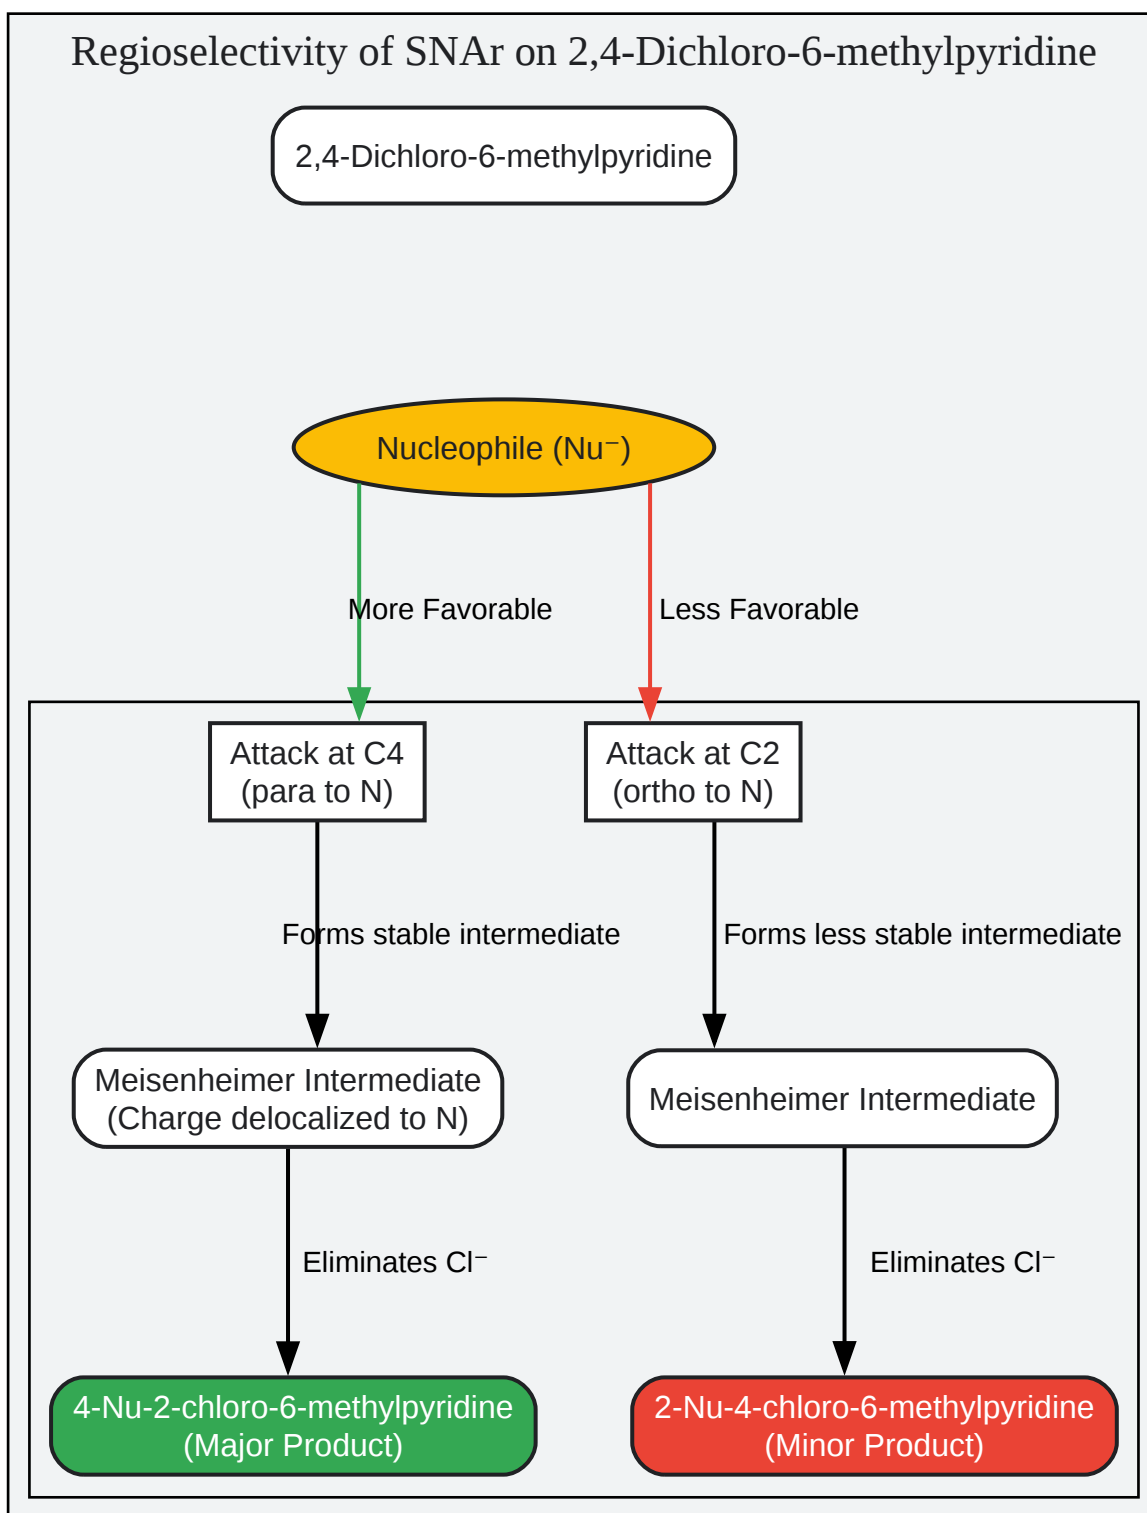 Regioselectivity of SNAr on 2,4-Dichloro-6-methylpyridine
2,4-Dichloro-6-methylpyridine
Nucleophile (Nu⁻)
More Favorable
Less Favorable
Attack at C4
(para to N)
Attack at C2
(ortho to N)
Forms stable intermediate
Forms less stable intermediate
Meisenheimer Intermediate
(Charge delocalized to N)
Meisenheimer Intermediate
Eliminates Cl⁻
Eliminates Cl⁻
4-Nu-2-chloro-6-methylpyridine
(Major Product)
2-Nu-4-chloro-6-methylpyridine
(Minor Product)